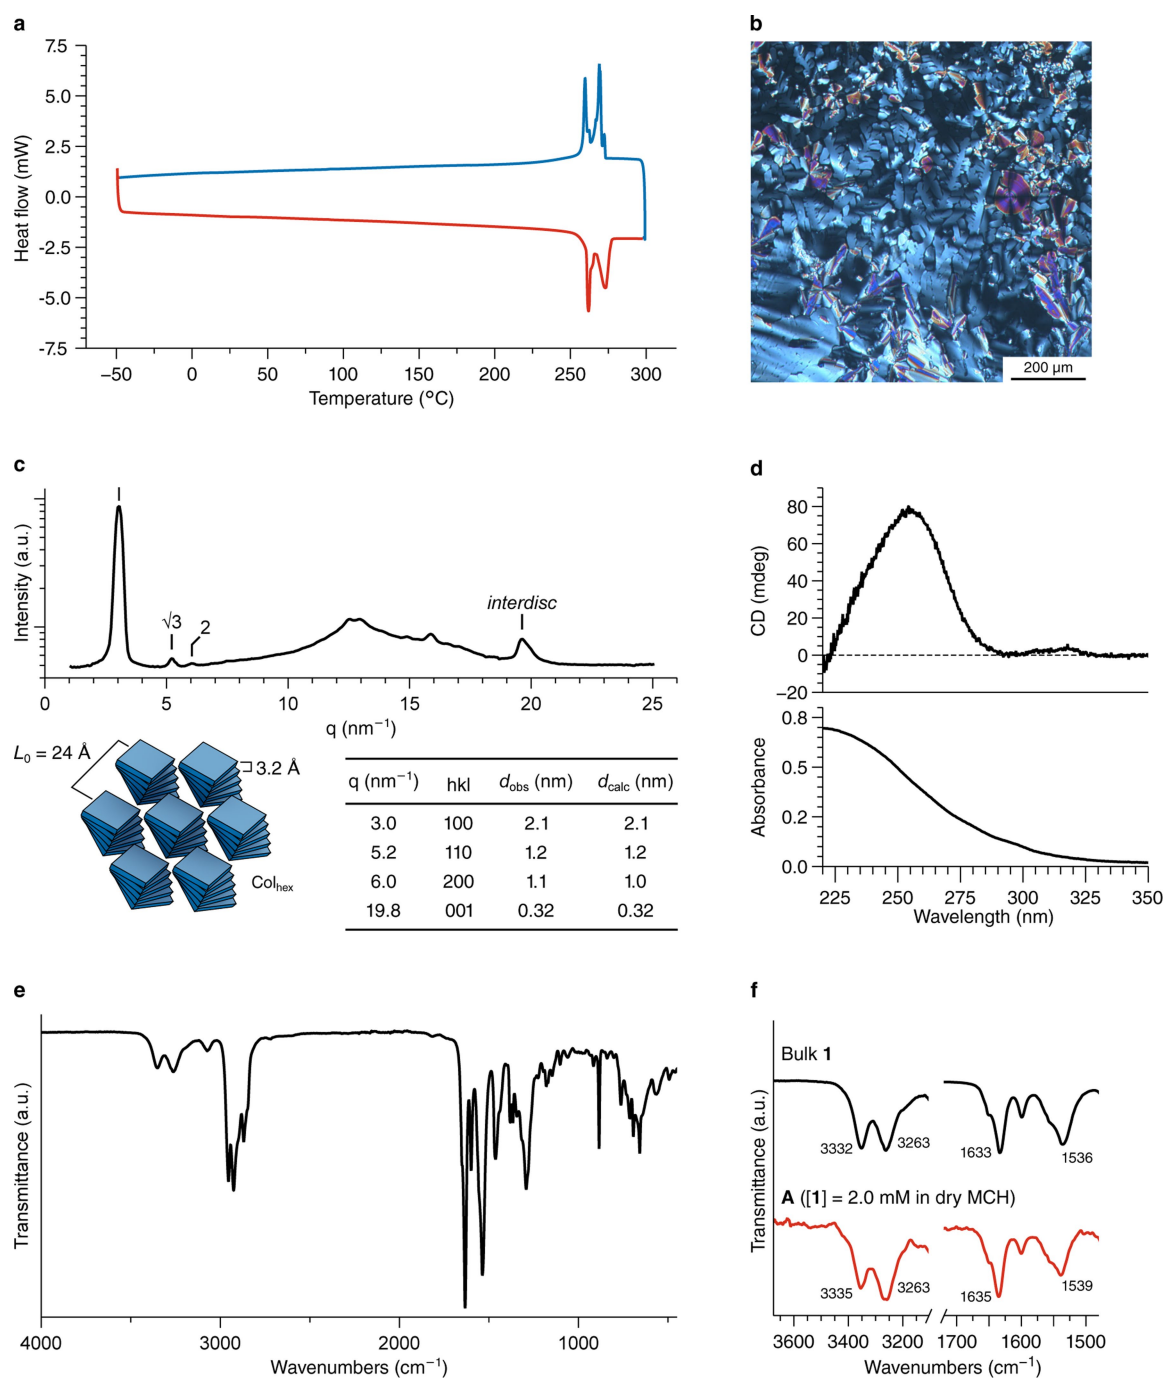 a
7.5
5.0
2.5
0.0
-2.5
-5.0
-7.5
Heat flow (mW)
−50 0 50 100 150 200 250 300
Temperature (°C)
b
200 µm
c
Intensity (a.u.)
√3
2
interdisc
0 5 10 15 20 25
q (nm−1)
L0 = 24 Å
3.2 Å
Colhex
q (nm−1) hkl dobs (nm) dcalc (nm)
3.0 100 2.1 2.1
5.2 110 1.2 1.2
6.0 200 1.1 1.0
19.8 001 0.32 0.32
d
80
60
40
20
0
−20
CD (mdeg)
0.8
0.5
0.2
0.0
Absorbance
225 250 275 300 325 350
Wavelength (nm)
e
Transmittance (a.u.)
4000 3000 2000 1000
Wavenumbers (cm−1)
f
Bulk 1
3332 3263 1633 1536
A ([1] = 2.0 mM in dry MCH)
3335 3263 1635 1539
Transmittance (a.u.)
3600 3400 3200 1700 1600 1500
Wavenumbers (cm−1)